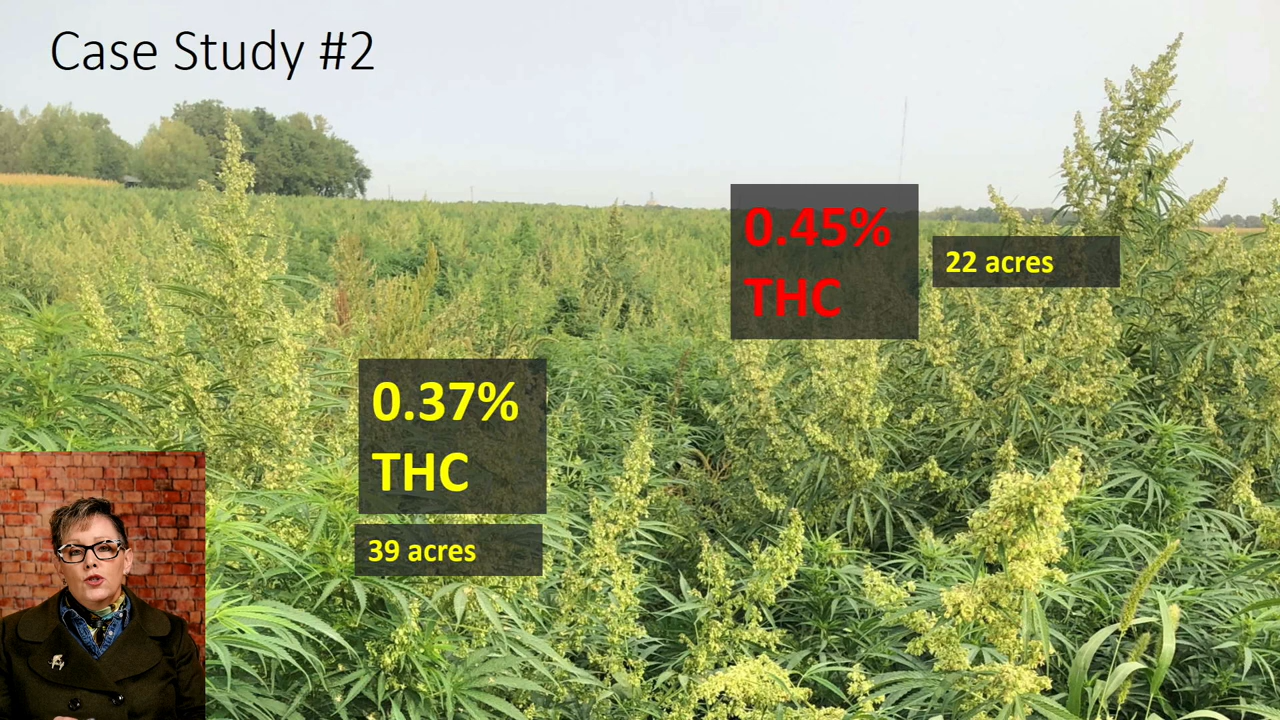 Case Study #2
0.45%
THC
22 acres
0.37%
THC
39 acres